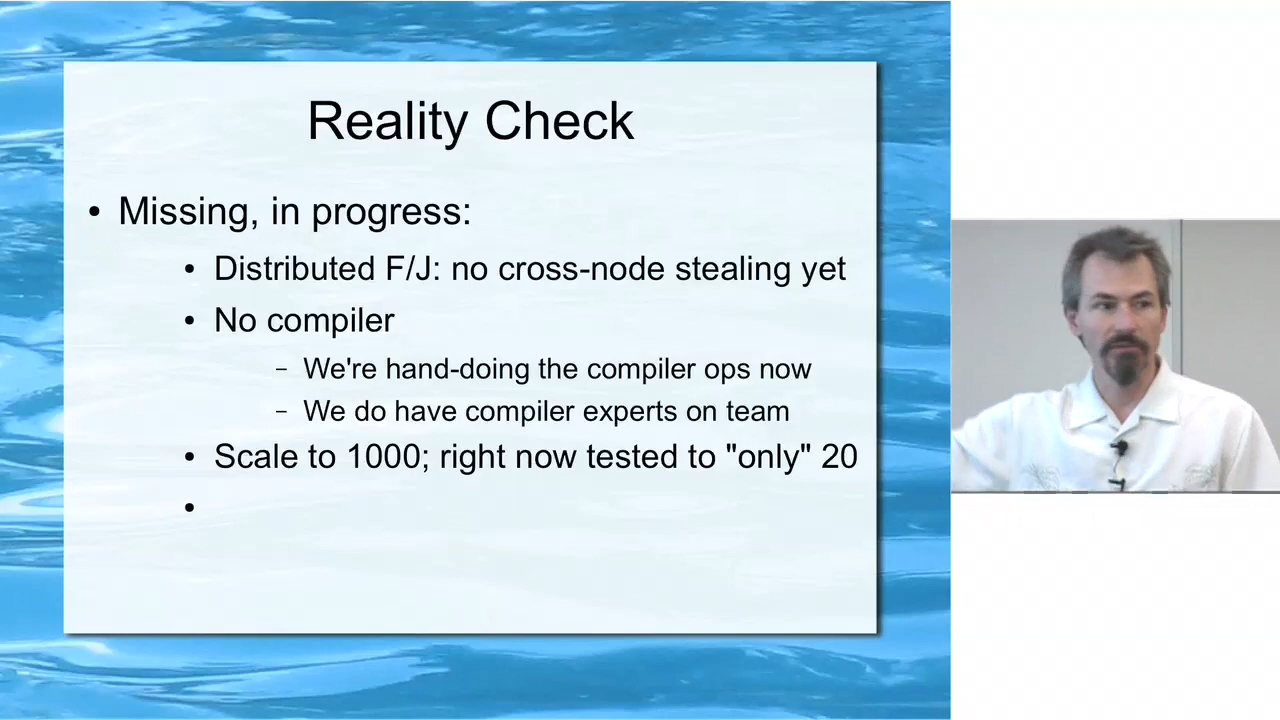 Reality Check
• Missing, in progress:
• Distributed F/J: no cross-node stealing yet
• No compiler
– We're hand-doing the compiler ops now
– We do have compiler experts on team
• Scale to 1000; right now tested to "only" 20
•